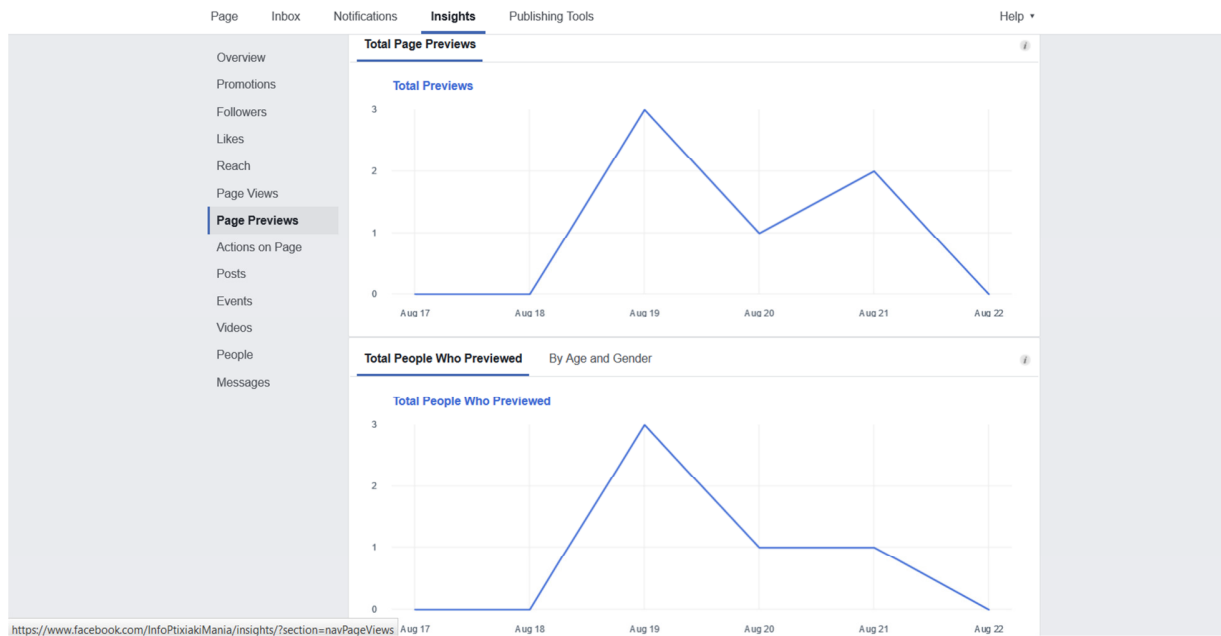 Page Inbox Notifications Insights Publishing Tools Help
Overview
Promotions
Followers
Likes
Reach
Page Views
Page Previews
Actions on Page
Posts
Events
Videos
People
Messages
Total Page Previews
Total Previews
3
2
1
0
Aug 17 Aug 18 Aug 19 Aug 20 Aug 21 Aug 22
Total People Who Previewed By Age and Gender
Total People Who Previewed
3
2
1
0
Aug 17 Aug 18 Aug 19 Aug 20 Aug 21 Aug 22
https://www.facebook.com/InfoPtixiakiMania/insights/?section=navPageViews